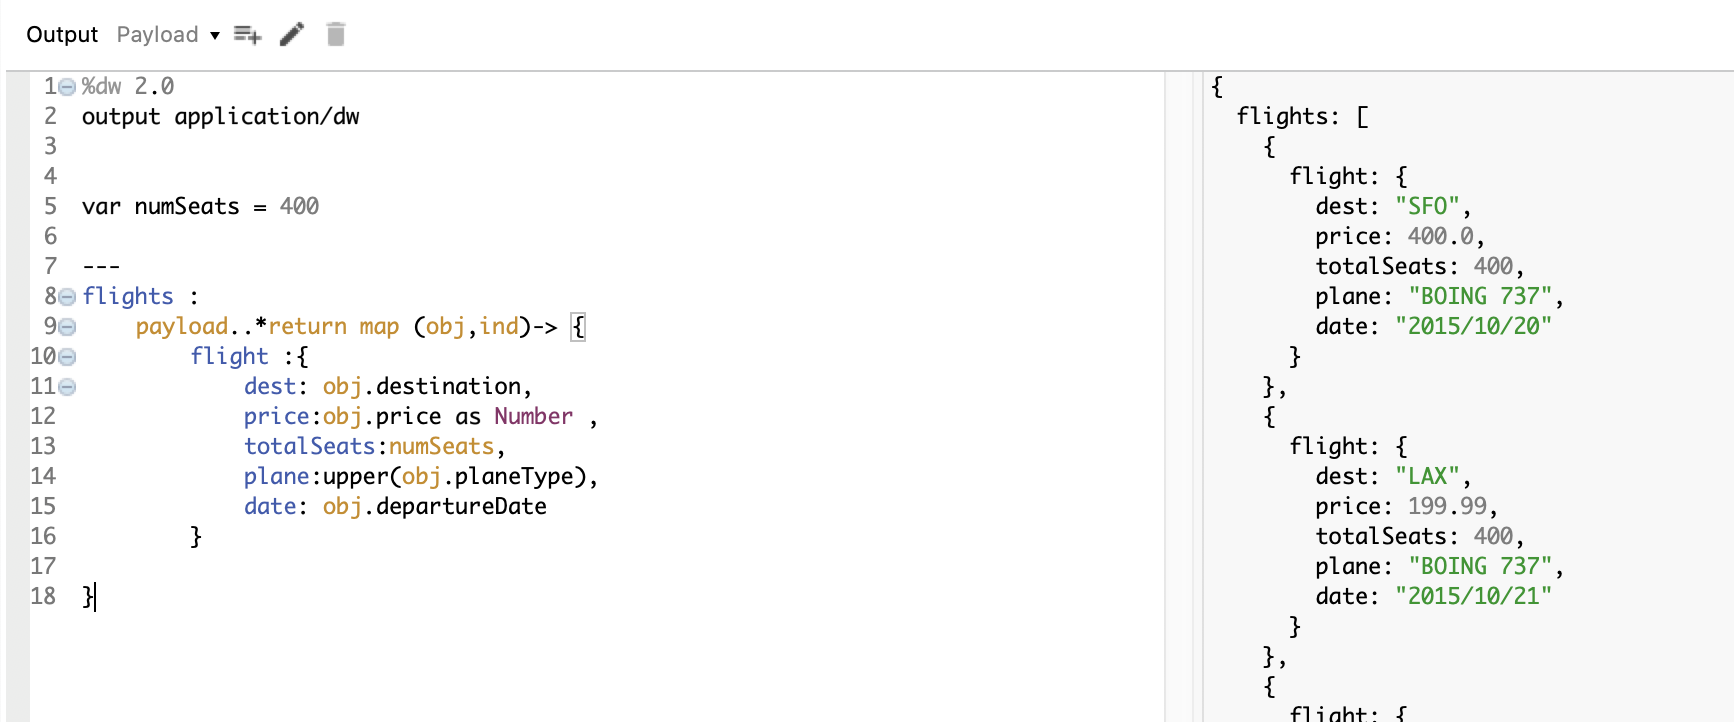 Output Payload
1 %dw 2.0
2 output application/dw
3
4
5 var numSeats = 400
6
7 ---
8 flights :
9 payload..*return map (obj,ind)-> {
10 flight :{
11 dest: obj.destination,
12 price:obj.price as Number ,
13 totalSeats:numSeats,
14 plane:upper(obj.planeType),
15 date: obj.departureDate
16 }
17
18 }
{
flights: [
{
flight: {
dest: "SFO",
price: 400.0,
totalSeats: 400,
plane: "BOING 737",
date: "2015/10/20"
}
},
{
flight: {
dest: "LAX",
price: 199.99,
totalSeats: 400,
plane: "BOING 737",
date: "2015/10/21"
}
},
{
flight: {